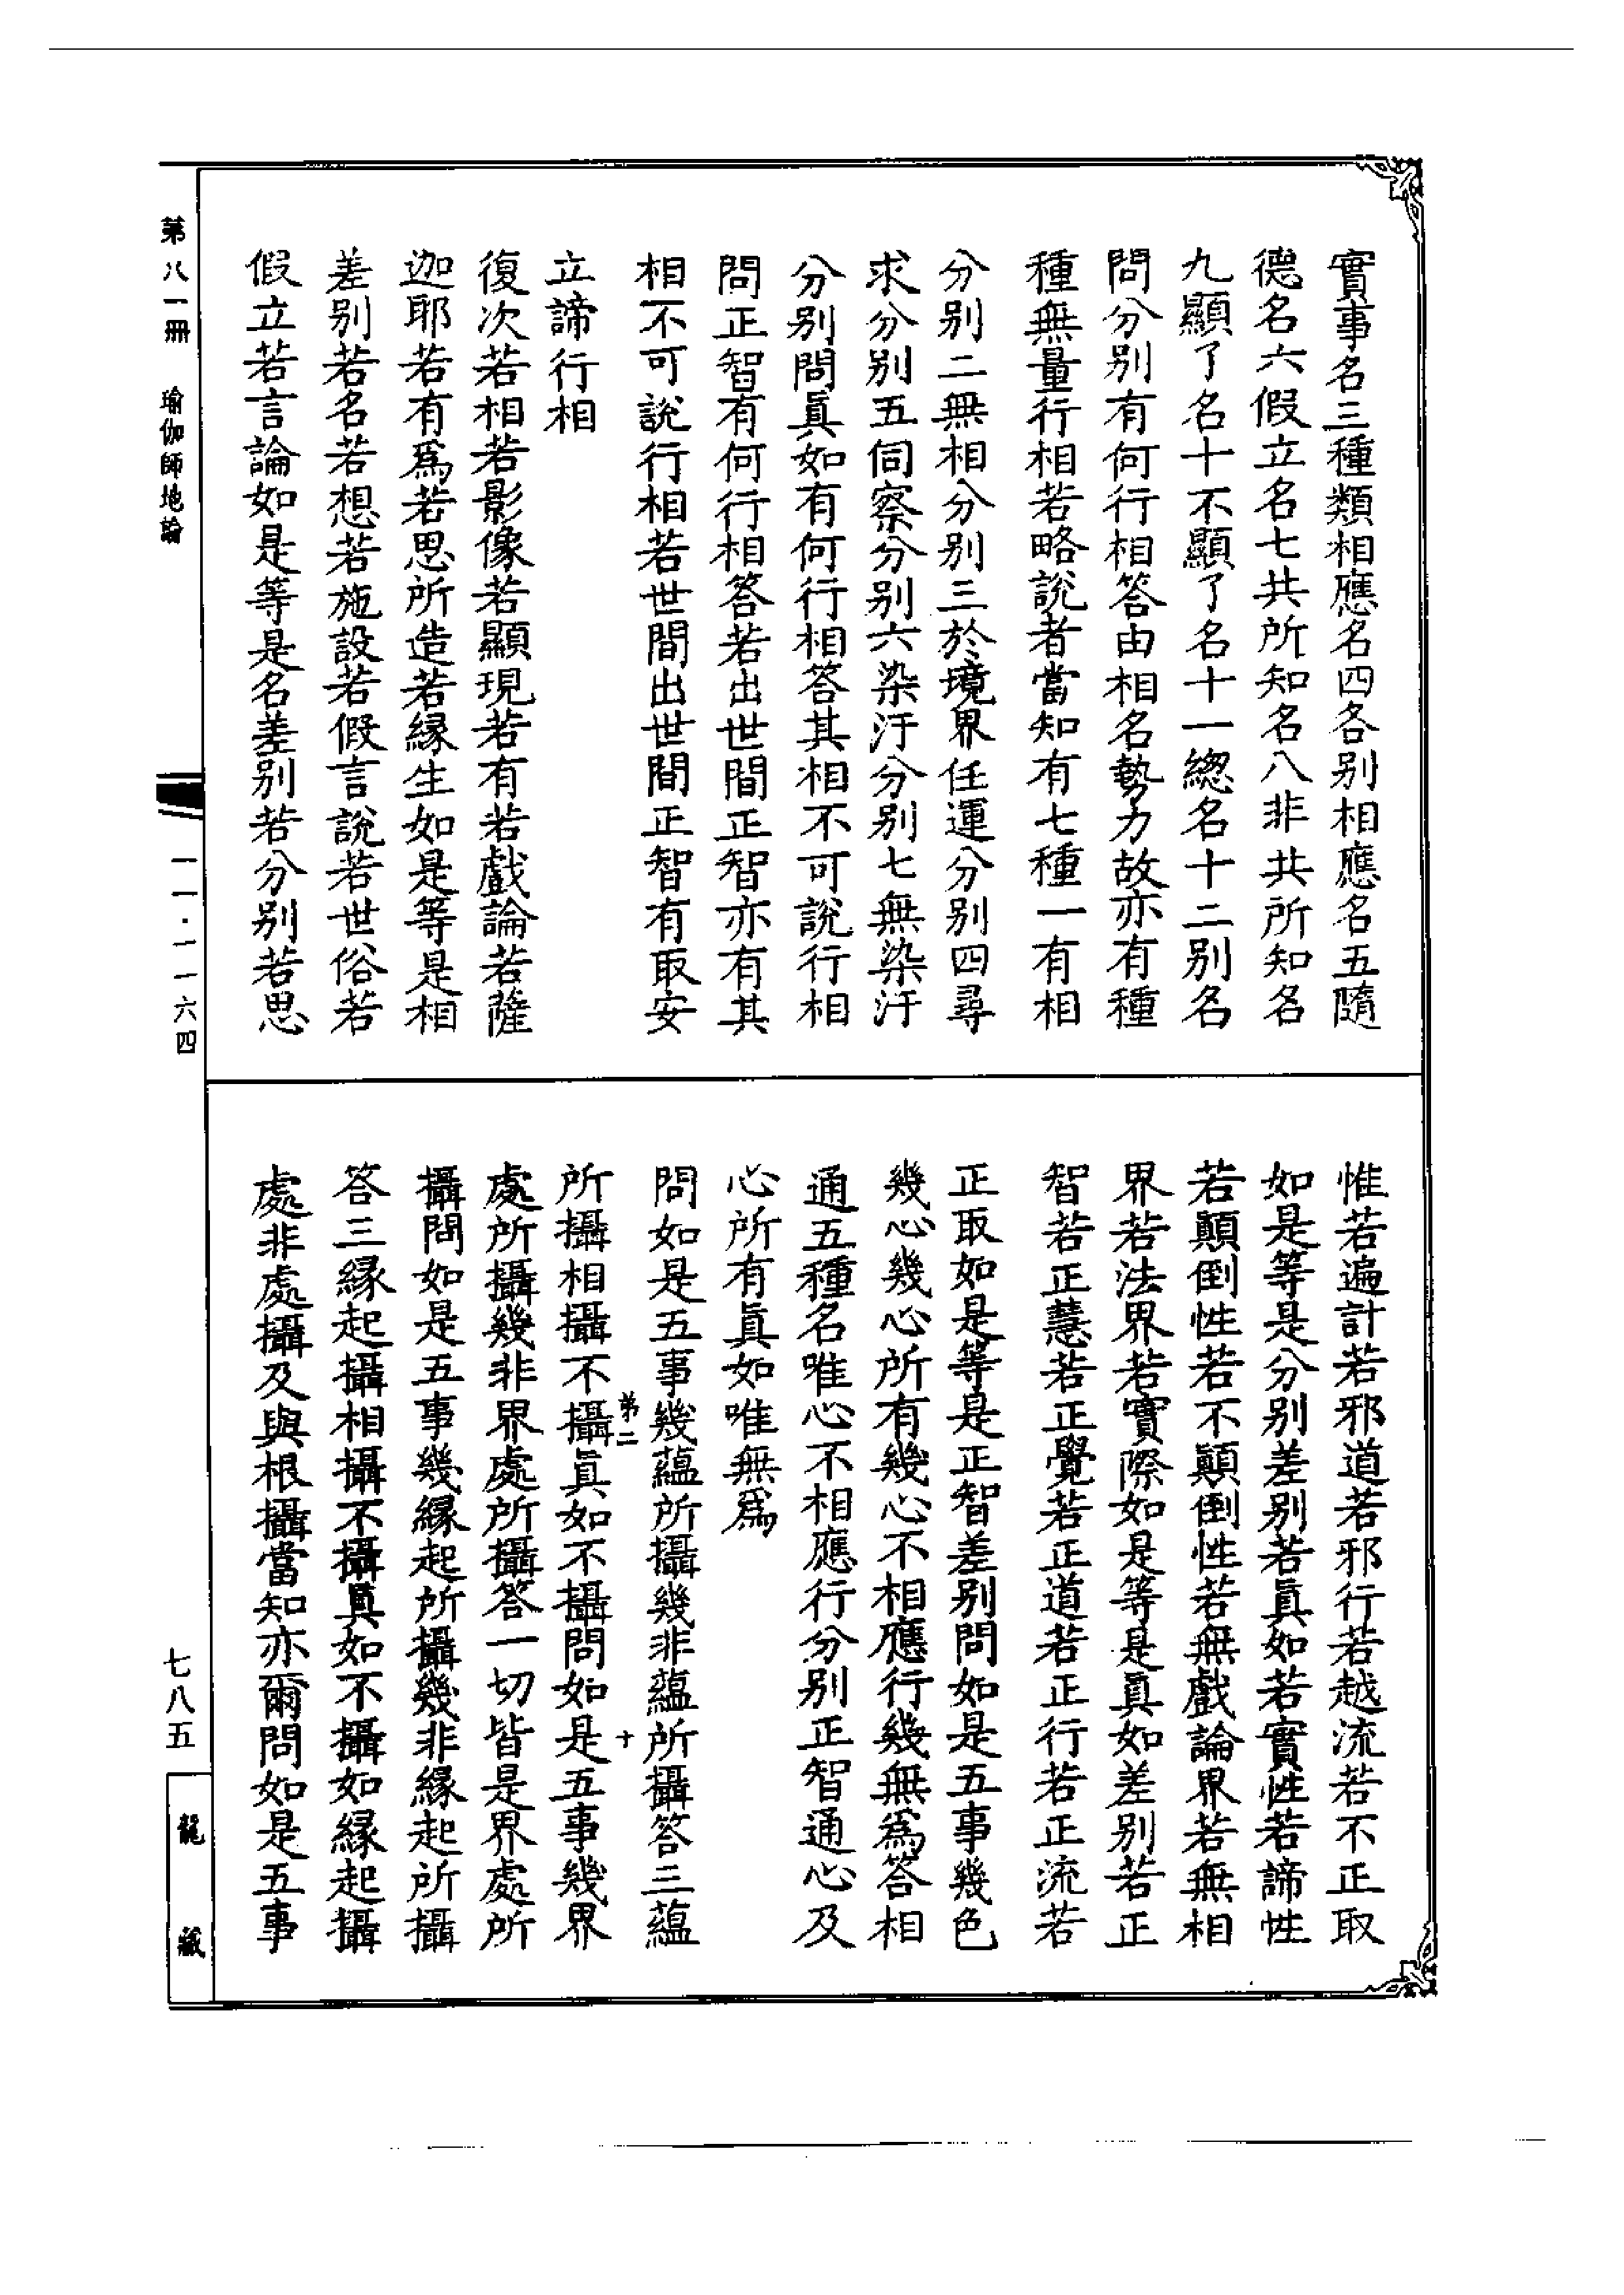 實事名三種類相應名四各别相應名五隨
德名六假立名七共所知名八非共所知名
九顯了名十不顯了名十一總名十二别名
問分别有何行相答由相名勢力故亦有種
種無量行相若略說者當知有七種一有相
分别二無相分别三於境界任運分别四尋
求分别五伺察分别六染汙分别七無染汙
分别問眞如有何行相答其相不可說行相
問正智有何行相答若出世間正智亦有其
相不可說行相若世間出世間正智有取安
立諦行相
復次若相若影像若顯現若有若戲論若薩
迦耶若有爲若思所造若緣生如是等是相
差别若名若想若施設若假言說若世俗若
假立若言論如是等是名差别若分别若思
惟若遍計若邪道若邪行若越流若不正取
如是等是分别差别若眞如若實性若諦性
若顚倒性若不顚倒性若無戲論界若無相
界若法界若實際如是等是眞如差别若正
智若正慧若正覺若正道若正行若正流若
正取如是等是正智差别問如是五事幾色
幾心幾心所有幾心不相應行幾無爲答相
通五種名唯心不相應行分别正智通心及
心所有眞如唯無爲
問如是五事幾蘊所攝幾非蘊所攝答三蘊
第二
十
所攝相攝不攝眞如不攝問如是五事幾界
處所攝幾非界處所攝答一切皆是界處所
攝問如是五事幾緣起所攝幾非緣起所攝
答三緣起攝相攝不攝眞如不攝如緣起攝
處非處攝及與根攝當知亦爾問如是五事
第八一冊 瑜伽師地論
一一·一一六四
七八五
龍藏